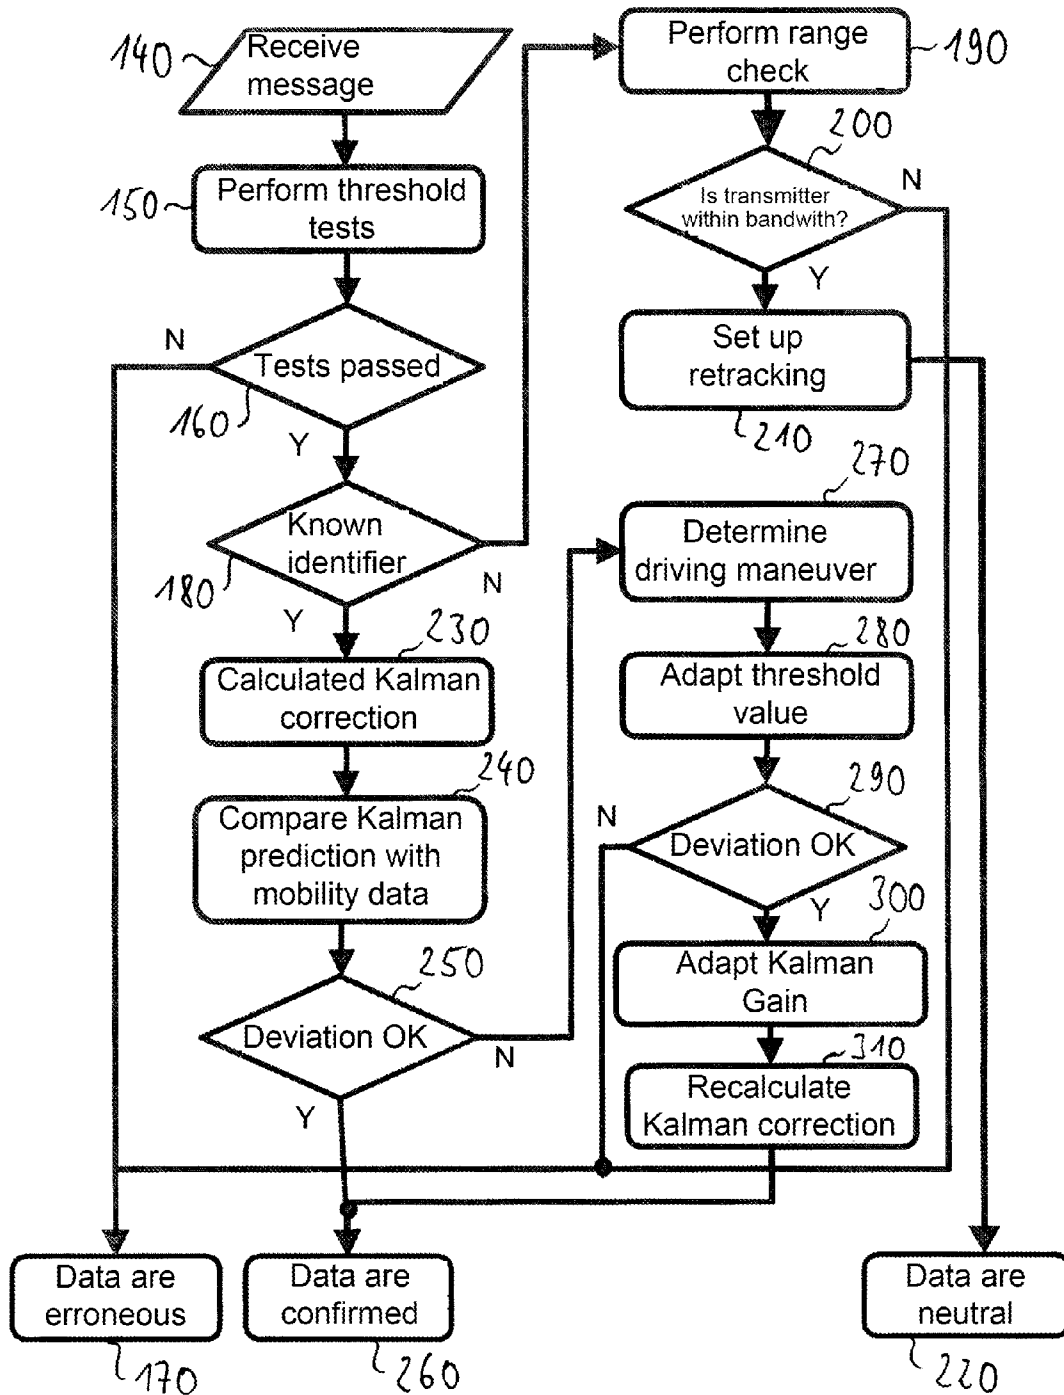 140
Receive
message
150
Perform threshold
tests
N
Tests passed
160
Y
Known
identifier
180
N
Y
230
Calculated Kalman
correction
240
Compare Kalman
prediction with
mobility data
250
Deviation OK
N
Y
Perform range
check
190
200
N
Is transmitter
within bandwith?
Y
Set up
retracking
210
270
Determine
driving maneuver
280
Adapt threshold
value
290
N
Deviation OK
Y
300
Adapt Kalman
Gain
310
Recalculate
Kalman correction
Data are
erroneous
170
Data are
confirmed
260
Data are
neutral
220